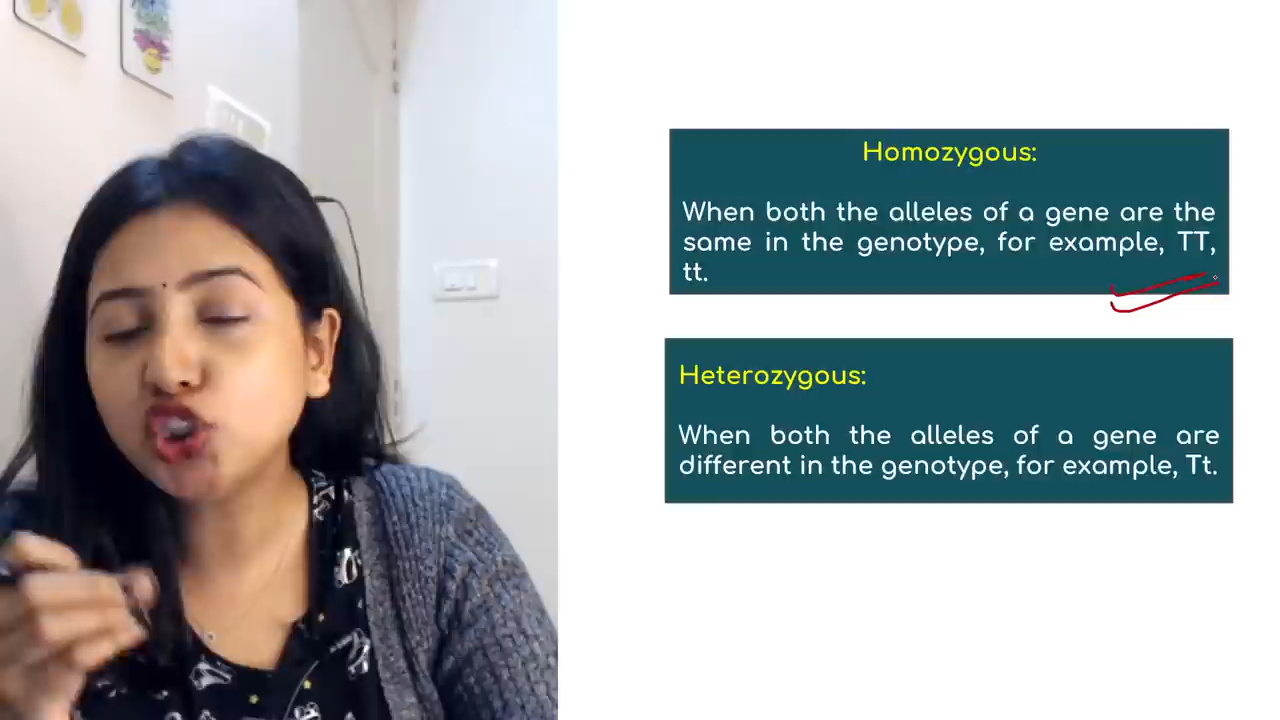 Homozygous:
When both the alleles of a gene are the
same in the genotype, for example, TT,
tt.
Heterozygous:
When both the alleles of a gene are
different in the genotype, for example, Tt.